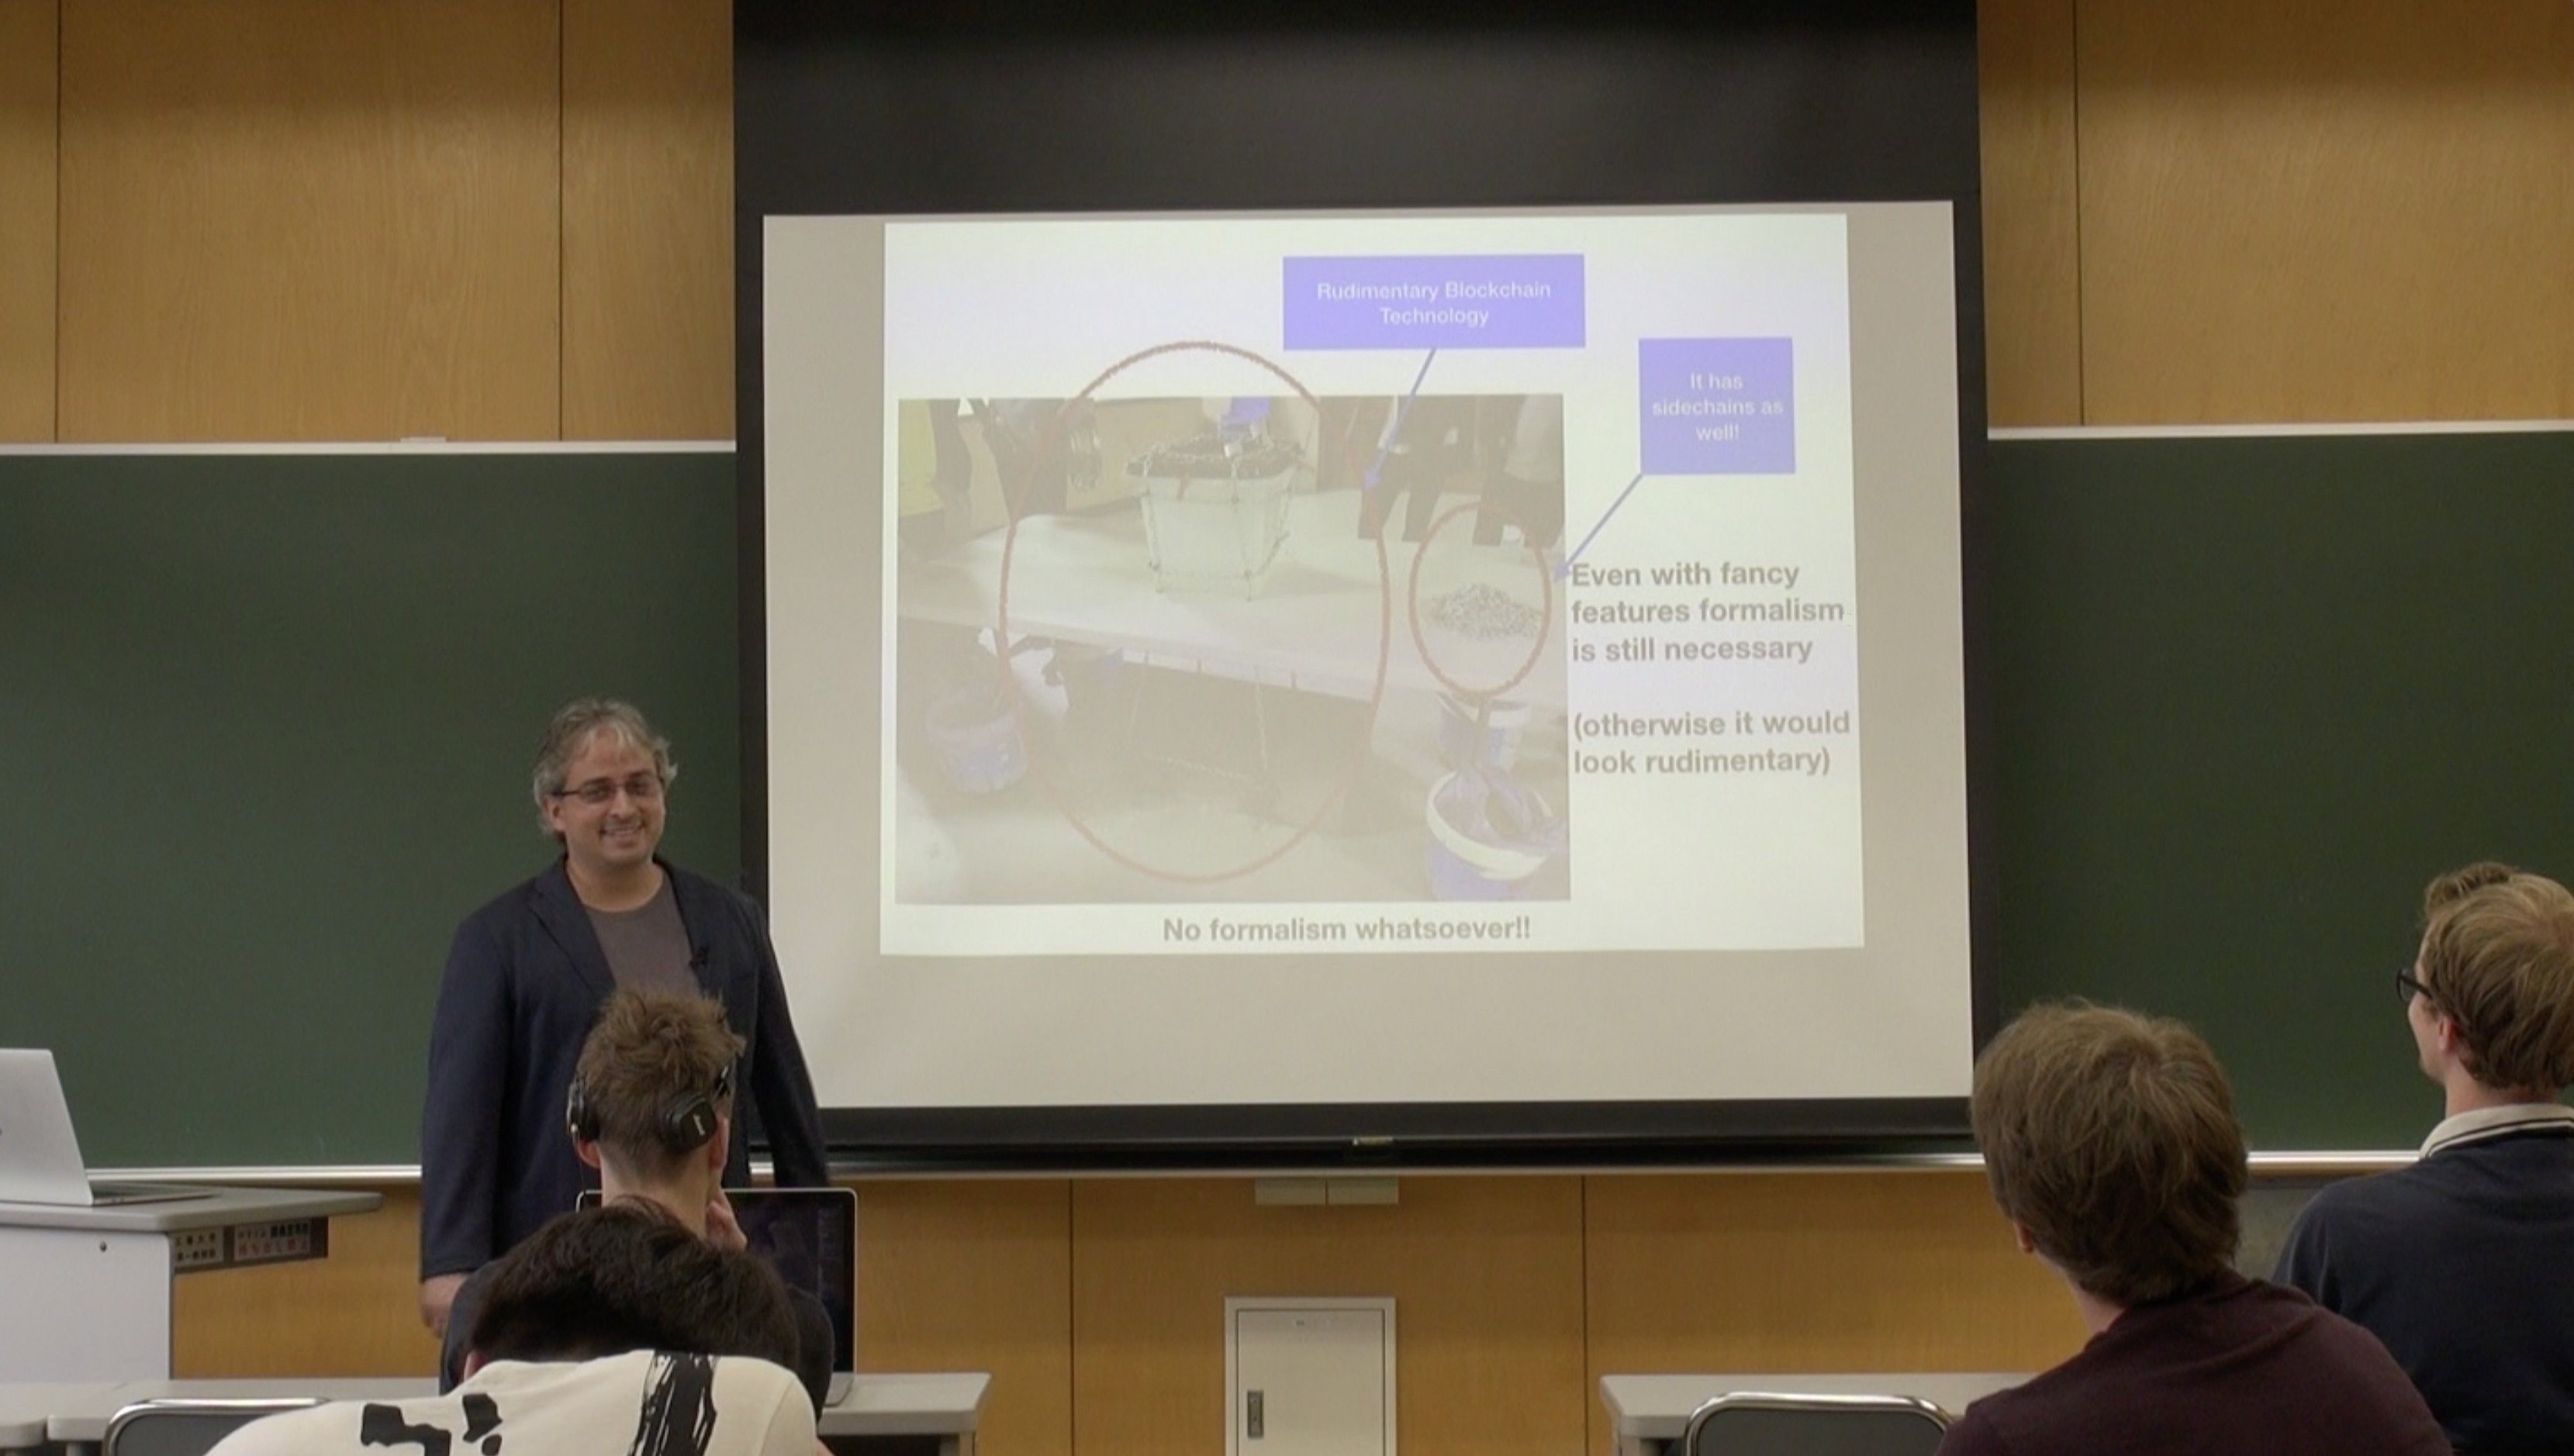 Rudimentary Blockchain
Technology
It has
sidechains as
well!
Even with fancy
features formalism
is still necessary
(otherwise it would
look rudimentary)
No formalism whatsoever!!